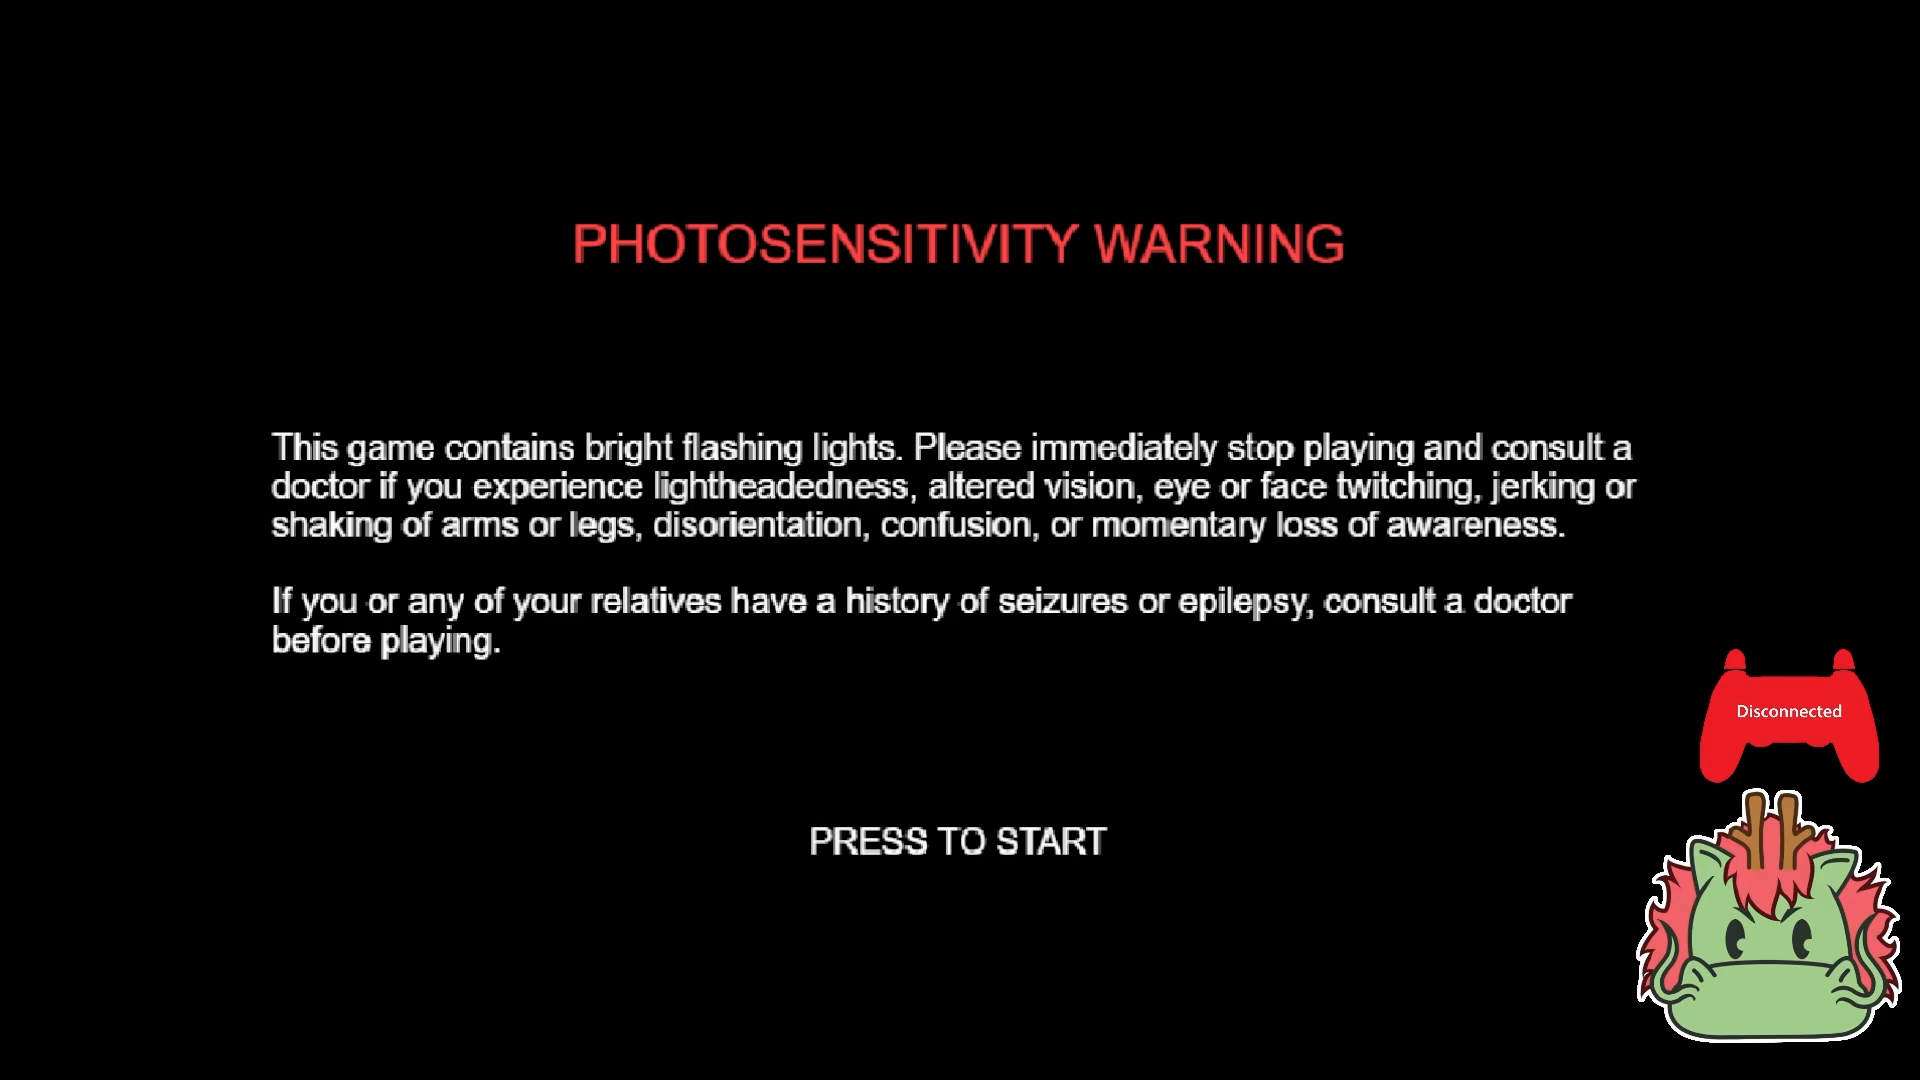 PHOTOSENSITIVITY WARNING
This game contains bright flashing lights. Please immediately stop playing and consult a
doctor if you experience lightheadedness, altered vision, eye or face twitching, jerking or
shaking of arms or legs, disorientation, confusion, or momentary loss of awareness.
If you or any of your relatives have a history of seizures or epilepsy, consult a doctor
before playing.
Disconnected
PRESS TO START